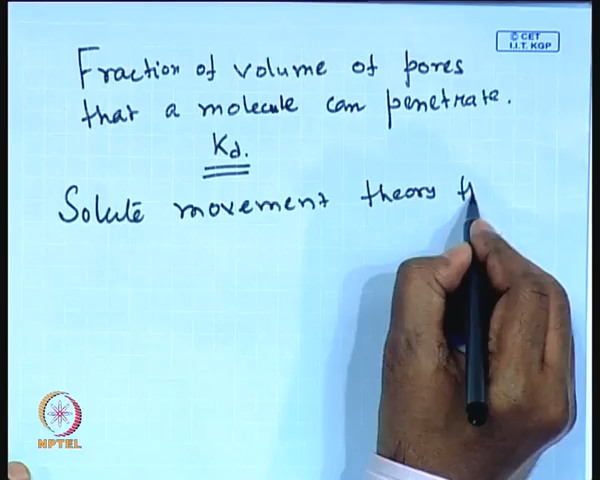 © CET
I.I.T. KGP
Fraction of volume of pores
that a molecule can penetrate.
Kd.
Solute movement theory
NPTEL